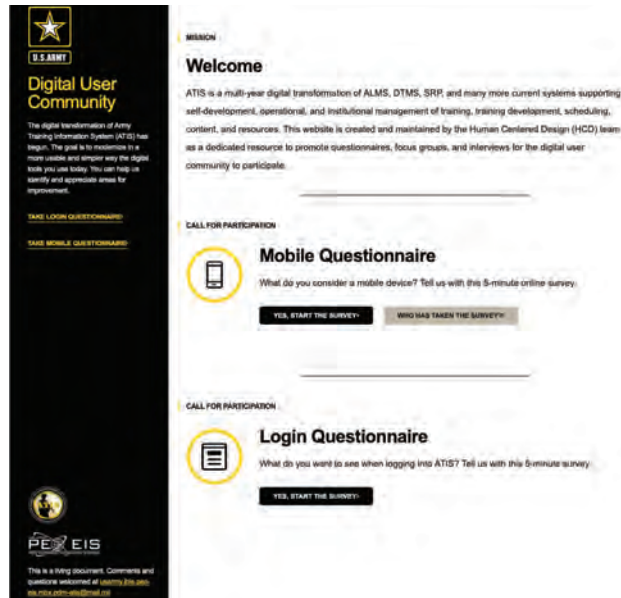 U.S.ARMY
Digital User
Community
The digital transformation of Army
Training Information System (ATIS) has
begun. The goal is to modernize in a
more usable and simpler way the digital
tools you use today. You can help us
identify and appreciate areas for
improvement.
TAKE LOGIN QUESTIONNAIRE›
TAKE MOBILE QUESTIONNAIRE›
PEO EIS
This is a living document. Comments and
questions welcomed at
MISSION
Welcome
ATIS is a multi-year digital transformation of ALMS, DTMS, SRP, and many more current systems supporting
self-development, operational, and institutional management of training, training development, scheduling,
content, and resources. This website is created and maintained by the Human Centered Design (HCD) team
as a dedicated resource to promote questionnaires, focus groups, and interviews for the digital user
community to participate.
CALL FOR PARTICIPATION
Mobile Questionnaire
What do you consider a mobile device? Tell us with this 5-minute online survey.
YES, START THE SURVEY›
WHO HAS TAKEN THE SURVEY?›
CALL FOR PARTICIPATION
Login Questionnaire
What do you want to see when logging into ATIS? Tell us with this 5-minute survey.
YES, START THE SURVEY›